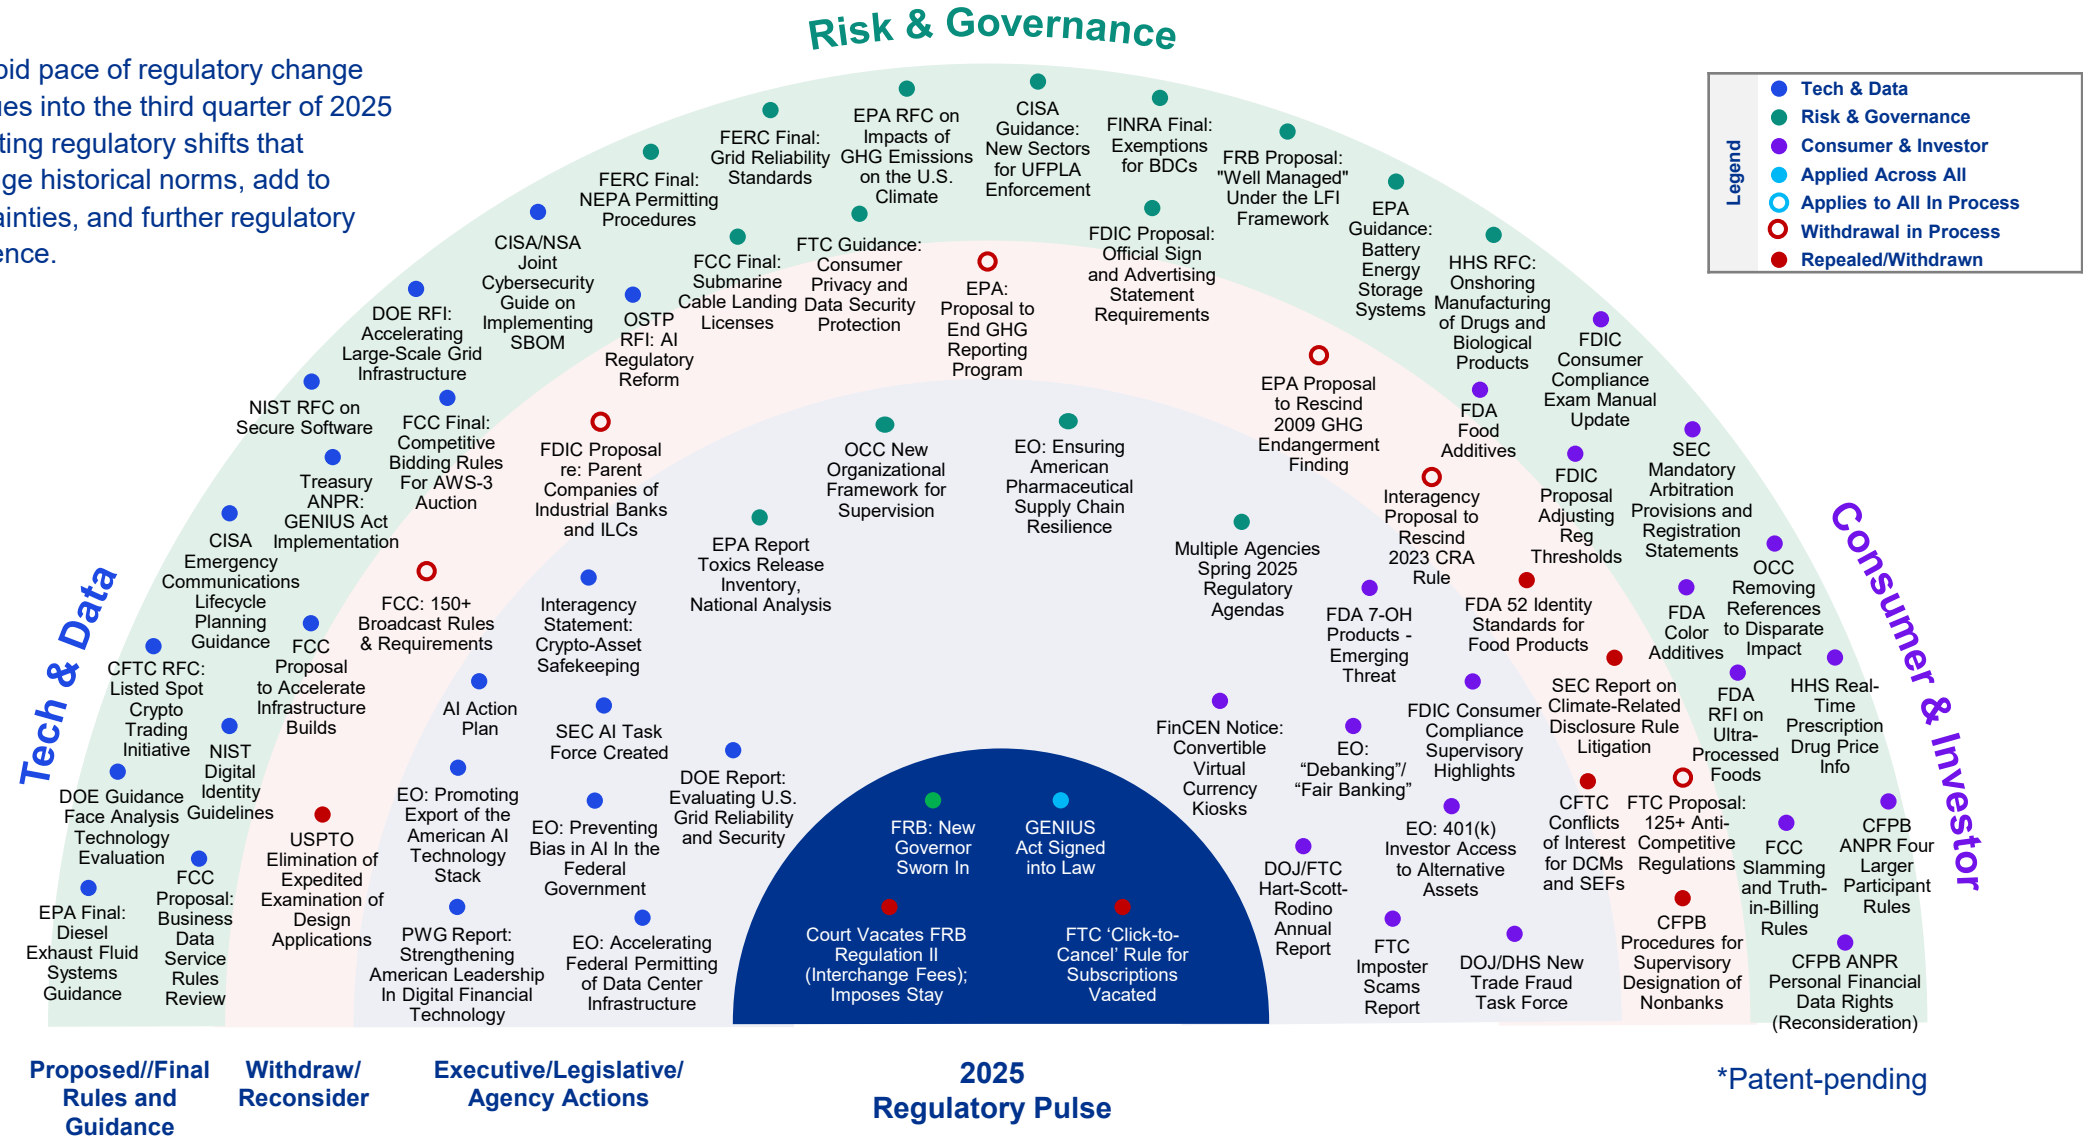 Risk & Governance
oid pace of regulatory change
ues into the third quarter of 2025
ting regulatory shifts that
nge historical norms, add to
ainties, and further regulatory
ence.
Legend
Tech & Data
Risk & Governance
Consumer & Investor
Applied Across All
Applies to All In Process
Withdrawal in Process
Repealed/Withdrawn
Tech & Data
Consumer & Investor
EPA Final:
Diesel
Exhaust Fluid
Systems
Guidance
DOE Guidance
Face Analysis
Technology
Evaluation
FCC
Proposal:
Business
Data
Service
Rules
Review
CFTC RFC:
Listed Spot
Crypto
Trading
Initiative
NIST
Digital
Identity
Guidelines
CISA
Emergency
Communications
Lifecycle
Planning
Guidance
FCC
Proposal
to Accelerate
Infrastructure
Builds
NIST RFC on
Secure Software
Treasury
ANPR:
GENIUS Act
Implementation
DOE RFI:
Accelerating
Large-Scale Grid
Infrastructure
FCC Final:
Competitive
Bidding Rules
For AWS-3
Auction
CISA/NSA
Joint
Cybersecurity
Guide on
Implementing
SBOM
OSTP
RFI: AI
Regulatory
Reform
FERC Final:
NEPA Permitting
Procedures
FCC Final:
Submarine
Cable Landing
Licenses
FERC Final:
Grid Reliability
Standards
FTC Guidance:
Consumer
Privacy and
Data Security
Protection
EPA RFC on
Impacts of
GHG Emissions
on the U.S.
Climate
CISA
Guidance:
New Sectors
for UFPLA
Enforcement
FINRA Final:
Exemptions
for BDCs
FDIC Proposal:
Official Sign
and Advertising
Statement
Requirements
FRB Proposal:
"Well Managed"
Under the LFI
Framework
EPA
Guidance:
Battery
Energy
Storage
Systems
HHS RFC:
Onshoring
Manufacturing
of Drugs and
Biological
Products
FDIC
Consumer
Compliance
Exam Manual
Update
FDA
Food
Additives
FDIC
Proposal
Adjusting
Reg
Thresholds
SEC
Mandatory
Arbitration
Provisions and
Registration
Statements
OCC
Removing
References
to Disparate
Impact
FDA
Color
Additives
FDA
RFI on
Ultra-
Processed
Foods
HHS Real-
Time
Prescription
Drug Price
Info
CFPB
ANPR Four
Larger
Participant
Rules
FCC
Slamming
and Truth-
in-Billing
Rules
CFPB ANPR
Personal Financial
Data Rights
(Reconsideration)
USPTO
Elimination of
Expedited
Examination of
Design
Applications
FCC: 150+
Broadcast Rules
& Requirements
FDIC Proposal
re: Parent
Companies of
Industrial Banks
and ILCs
EPA:
Proposal to
End GHG
Reporting
Program
EPA Proposal
to Rescind
2009 GHG
Endangerment
Finding
Interagency
Proposal to
Rescind
2023 CRA
Rule
FDA 52 Identity
Standards for
Food Products
SEC Report on
Climate-Related
Disclosure Rule
Litigation
CFTC
Conflicts
of Interest
for DCMs
and SEFs
FTC Proposal:
125+ Anti-
Competitive
Regulations
CFPB
Procedures for
Supervisory
Designation of
Nonbanks
PWG Report:
Strengthening
American Leadership
In Digital Financial
Technology
EO: Promoting
Export of the
American AI
Technology
Stack
AI Action
Plan
Interagency
Statement:
Crypto-Asset
Safekeeping
SEC AI Task
Force Created
EO: Preventing
Bias in AI In the
Federal
Government
EO: Accelerating
Federal Permitting
of Data Center
Infrastructure
DOE Report:
Evaluating U.S.
Grid Reliability
and Security
EPA Report
Toxics Release
Inventory,
National Analysis
OCC New
Organizational
Framework for
Supervision
EO: Ensuring
American
Pharmaceutical
Supply Chain
Resilience
Multiple Agencies
Spring 2025
Regulatory
Agendas
FDA 7-OH
Products -
Emerging
Threat
FinCEN Notice:
Convertible
Virtual
Currency
Kiosks
EO:
“Debanking”/
“Fair Banking”
FDIC Consumer
Compliance
Supervisory
Highlights
EO: 401(k)
Investor Access
to Alternative
Assets
DOJ/FTC
Hart-Scott-
Rodino
Annual
Report
FTC
Imposter
Scams
Report
DOJ/DHS New
Trade Fraud
Task Force
FRB: New
Governor
Sworn In
GENIUS
Act Signed
into Law
Court Vacates FRB
Regulation II
(Interchange Fees);
Imposes Stay
FTC ‘Click-to-
Cancel’ Rule for
Subscriptions
Vacated
Proposed//Final
Rules and
Guidance
Withdraw/
Reconsider
Executive/Legislative/
Agency Actions
2025
Regulatory Pulse
*Patent-pending